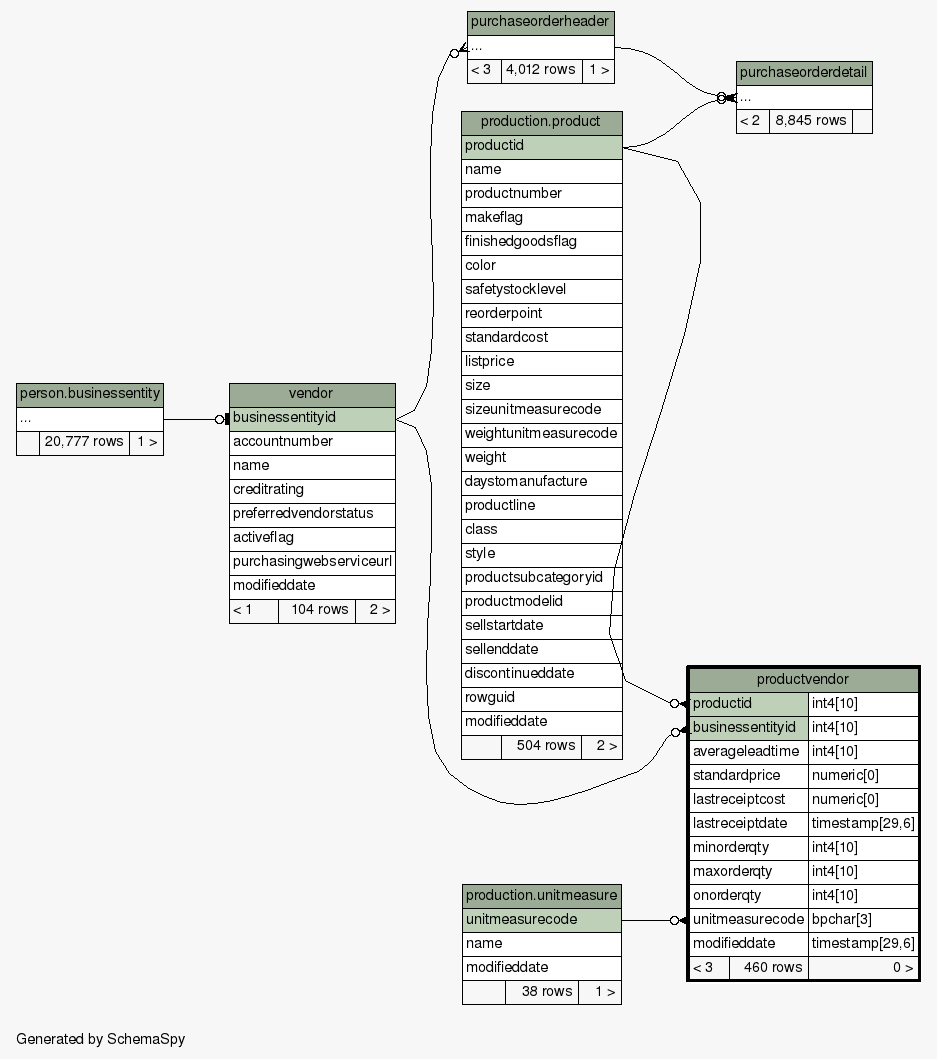 purchaseorderheader
...
< 3 4,012 rows 1 >
purchaseorderdetail
...
< 2 8,845 rows
production.product
productid
name
productnumber
makeflag
finishedgoodsflag
color
safetystocklevel
reorderpoint
standardcost
listprice
size
sizeunitmeasurecode
weightunitmeasurecode
weight
daystomanufacture
productline
class
style
productsubcategoryid
productmodelid
sellstartdate
sellenddate
discontinueddate
rowguid
modifieddate
504 rows 2 >
person.businessentity
...
20,777 rows 1 >
vendor
businessentityid
accountnumber
name
creditrating
preferredvendorstatus
activeflag
purchasingwebserviceurl
modifieddate
< 1 104 rows 2 >
productvendor
productid int4[10]
businessentityid int4[10]
averageleadtime int4[10]
standardprice numeric[0]
lastreceiptcost numeric[0]
lastreceiptdate timestamp[29,6]
minorderqty int4[10]
maxorderqty int4[10]
onorderqty int4[10]
unitmeasurecode bpchar[3]
modifieddate timestamp[29,6]
< 3 460 rows 0 >
production.unitmeasure
unitmeasurecode
name
modifieddate
38 rows 1 >
Generated by SchemaSpy